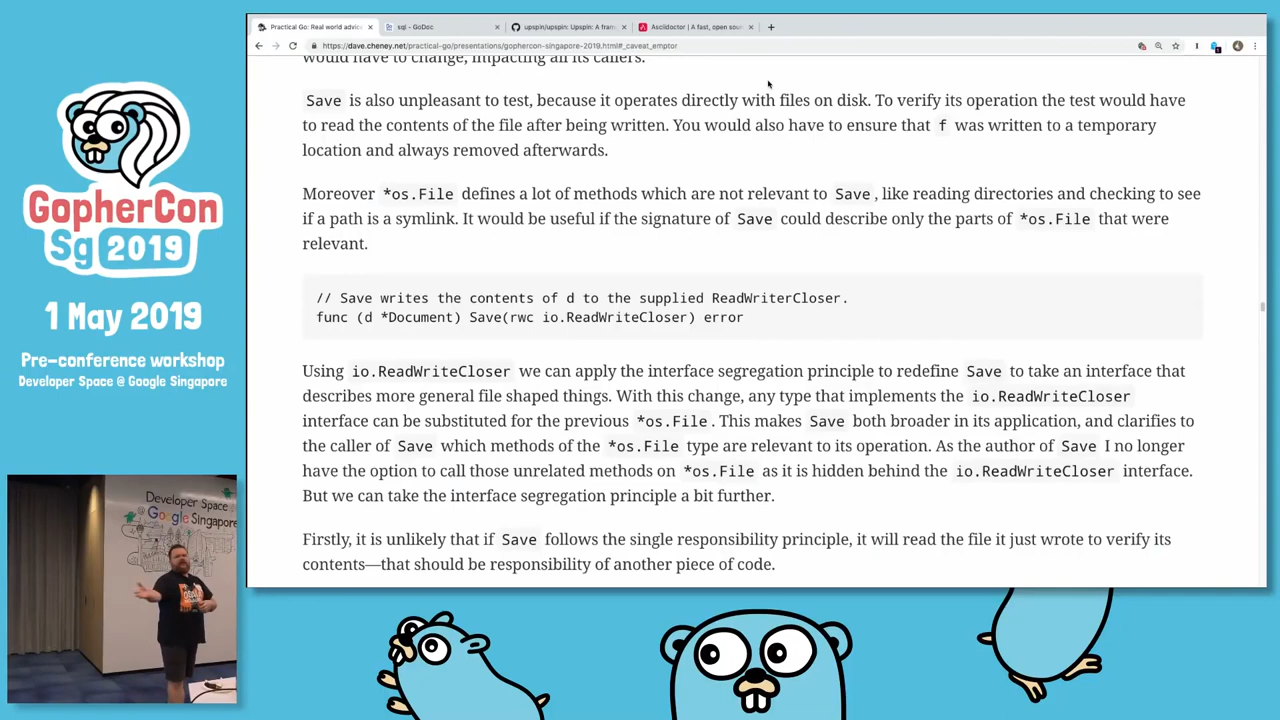 GopherCon
Sg 2019
1 May 2019
Pre-conference workshop
Developer Space @ Google Singapore
Developer Space @
Google Singapore
Practical Go: Real world advice
sql - GoDoc
upspin/upspin: Upspin: A fram
Asciidoctor | A fast, open sour
https://dave.cheney.net/practical-go/presentations/gophercon-singapore-2019.html#_caveat_emptor
would have to change, impacting all its callers.
Save is also unpleasant to test, because it operates directly with files on disk. To verify its operation the test would have
to read the contents of the file after being written. You would also have to ensure that f was written to a temporary
location and always removed afterwards.
Moreover *os.File defines a lot of methods which are not relevant to Save, like reading directories and checking to see
if a path is a symlink. It would be useful if the signature of Save could describe only the parts of *os.File that were
relevant.
// Save writes the contents of d to the supplied ReadWriterCloser.
func (d *Document) Save(rwc io.ReadWriteCloser) error
Using io.ReadWriteCloser we can apply the interface segregation principle to redefine Save to take an interface that
describes more general file shaped things. With this change, any type that implements the io.ReadWriteCloser
interface can be substituted for the previous *os.File. This makes Save both broader in its application, and clarifies to
the caller of Save which methods of the *os.File type are relevant to its operation. As the author of Save I no longer
have the option to call those unrelated methods on *os.File as it is hidden behind the io.ReadWriteCloser interface.
But we can take the interface segregation principle a bit further.
Firstly, it is unlikely that if Save follows the single responsibility principle, it will read the file it just wrote to verify its
contents—that should be responsibility of another piece of code.